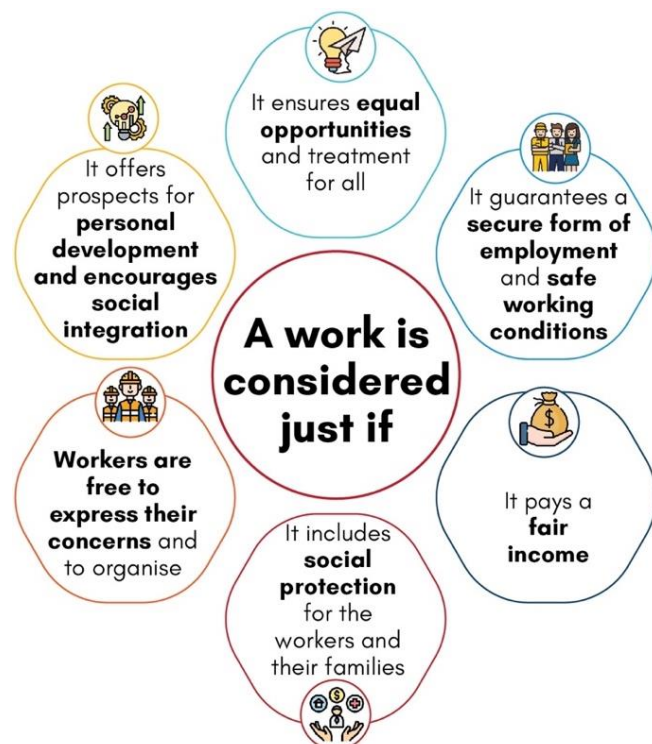 A work is
considered
just if
It ensures equal
opportunities
and treatment
for all
It guarantees a
secure form of
employment
and safe
working
conditions
It pays a
fair
income
It includes
social
protection
for the
workers and
their families
Workers are
free to
express their
concerns and
to organise
It offers
prospects for
personal
development
and encourages
social
integration